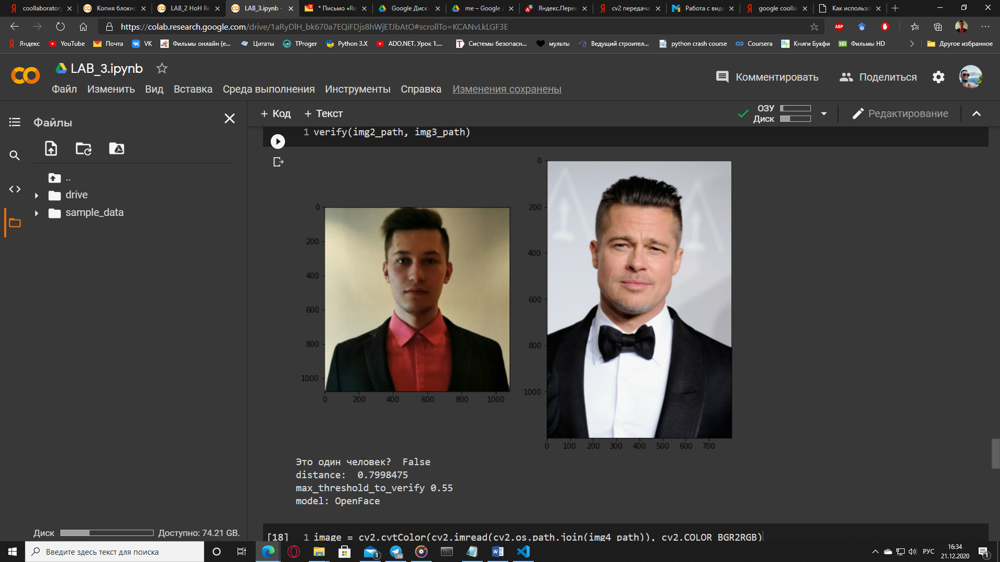 coollaboratory
Копия блокно
LAB_2 HoH Re
LAB_3.ipynb -
* Письмо «Re
Google Диск -
me – Google Д
Яндекс.Перев
cv2 передача
Работа с виде
google coolla
Как использо
https://colab.research.google.com/drive/1aRyDlH_bk670a7EQiFDjs8hWjETJbAtO#scrollTo=KCANvLkLGF3E
Яндекс
YouTube
Почта
VK
Фильмы онлайн (е...
Цитаты
TProger
Python 3.X
ADO.NET. Урок 1....
Системы безопасн...
мульты
Ведущий строител...
python crash course
Coursera
Книги Букфи
Фильмы HD
Другое избранное
LAB_3.ipynb
Файл Изменить Вид Вставка Среда выполнения Инструменты Справка Изменения сохранены
Комментировать
Поделиться
Файлы
+ Код + Текст
ОЗУ
Диск
Редактирование
..
drive
sample_data
1 verify(img2_path, img3_path)
0
200
400
600
800
1000
0 200 400 600 800 1000
0
200
400
600
800
1000
0 100 200 300 400 500 600 700
Это один человек? False
distance: 0.7998475
max_threshold_to_verify 0.55
model: OpenFace
Диск Доступно: 74.21 GB.
[18] 1 image = cv2.cvtColor(cv2.imread(cv2.os.path.join(img4_path)), cv2.COLOR_BGR2RGB)
Введите здесь текст для поиска
РУС
16:34
21.12.2020